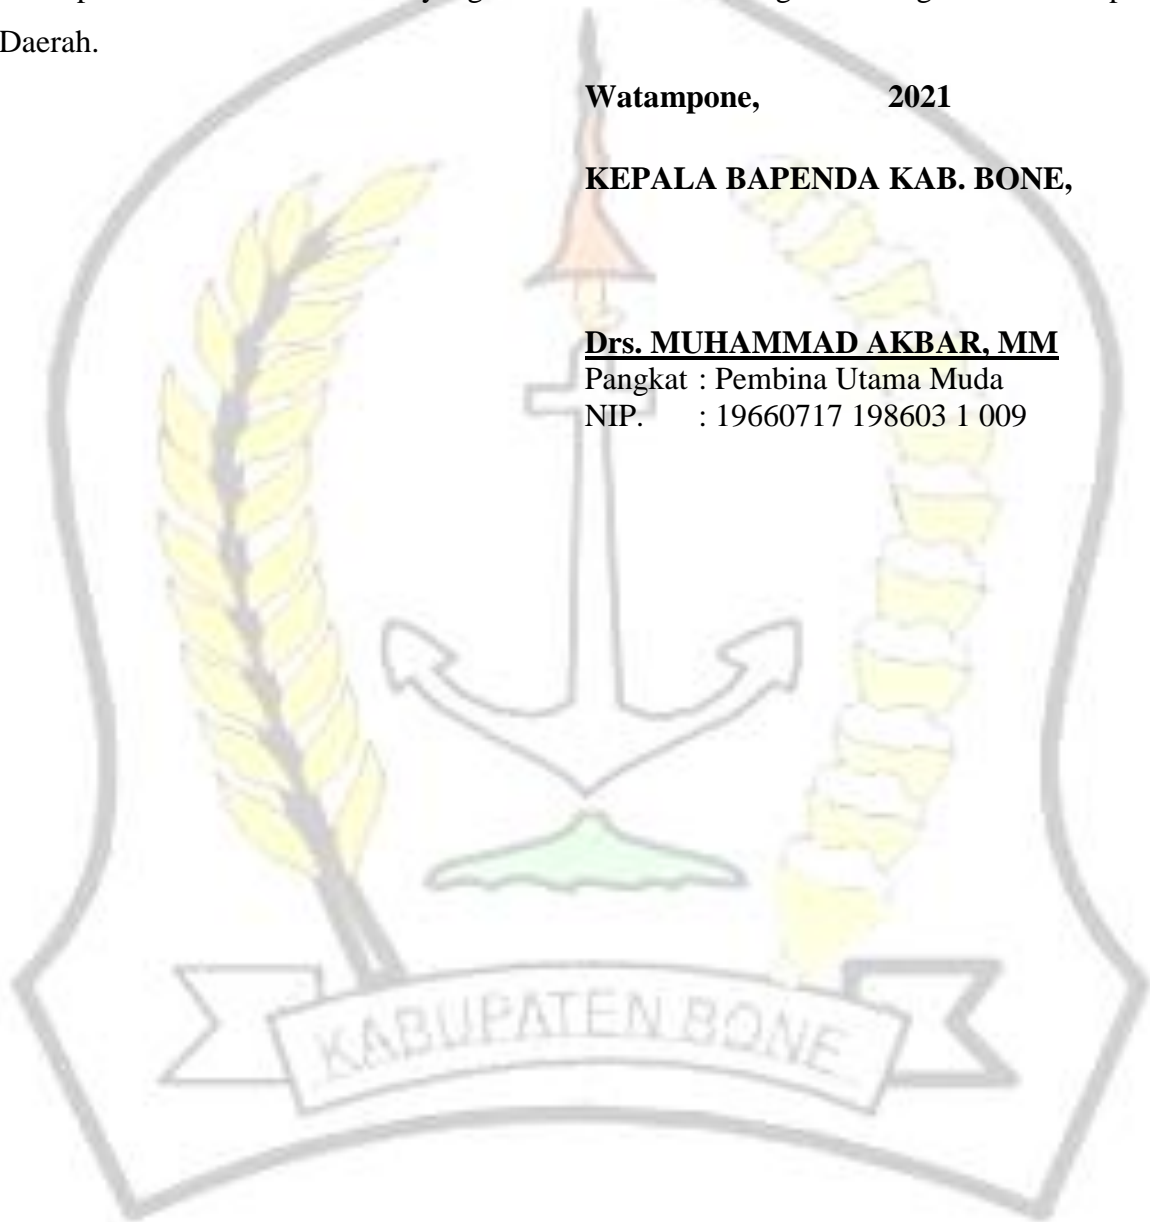 Daerah.
Watampone, 2021
KEPALA BAPENDA KAB. BONE,
Drs. MUHAMMAD AKBAR, MM
Pangkat : Pembina Utama Muda
NIP. : 19660717 198603 1 009
KABUPATEN BONE